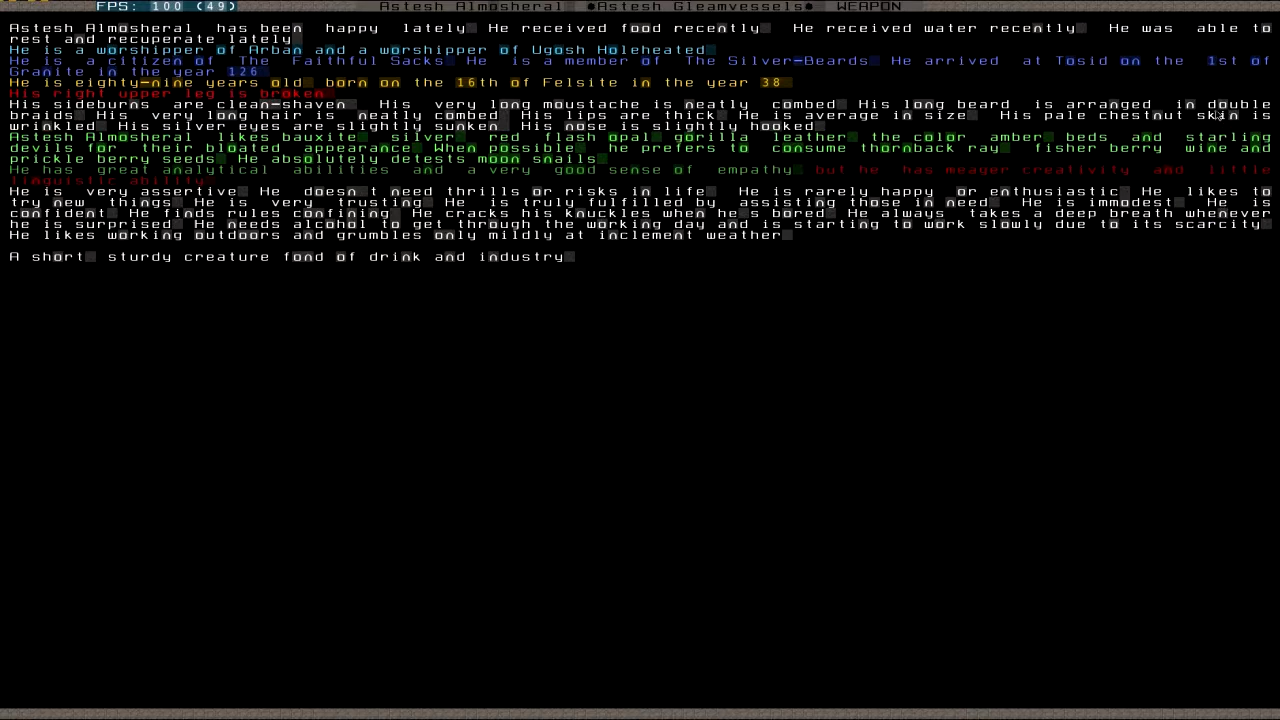 FPS: 100 (49) Astesh Almosheral •Astesh Gleamvessels• WEAPON
Astesh Almosheral has been happy lately. He received food recently. He received water recently. He was able to
rest and recuperate lately.
He is a worshipper of Arban and a worshipper of Ugosh Holeheated.
He is a citizen of The Faithful Sacks. He is a member of The Silver-Beards. He arrived at Tosid on the 1st of
Granite in the year 126.
He is eighty-nine years old, born on the 16th of Felsite in the year 38.
His right upper leg is broken.
His sideburns are clean-shaven. His very long moustache is neatly combed. His long beard is arranged in double
braids. His very long hair is neatly combed. His lips are thick. He is average in size. His pale chestnut skin is
wrinkled. His silver eyes are slightly sunken. His nose is slightly hooked.
Astesh Almosheral likes bauxite, silver, red flash opal, gorilla leather, the color amber, beds and starling
devils for their bloated appearance. When possible, he prefers to consume thornback ray, fisher berry wine and
prickle berry seeds. He absolutely detests moon snails.
He has great analytical abilities and a very good sense of empathy, but he has meager creativity and little
linguistic ability.
He is very assertive. He doesn't need thrills or risks in life. He is rarely happy or enthusiastic. He likes to
try new things. He is very trusting. He is truly fulfilled by assisting those in need. He is immodest. He is
confident. He finds rules confining. He cracks his knuckles when he's bored. He always takes a deep breath whenever
he is surprised. He needs alcohol to get through the working day and is starting to work slowly due to its scarcity.
He likes working outdoors and grumbles only mildly at inclement weather.
A short, sturdy creature fond of drink and industry.